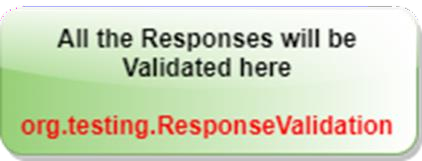 All the Responses will be
Validated here
org.testing.ResponseValidation